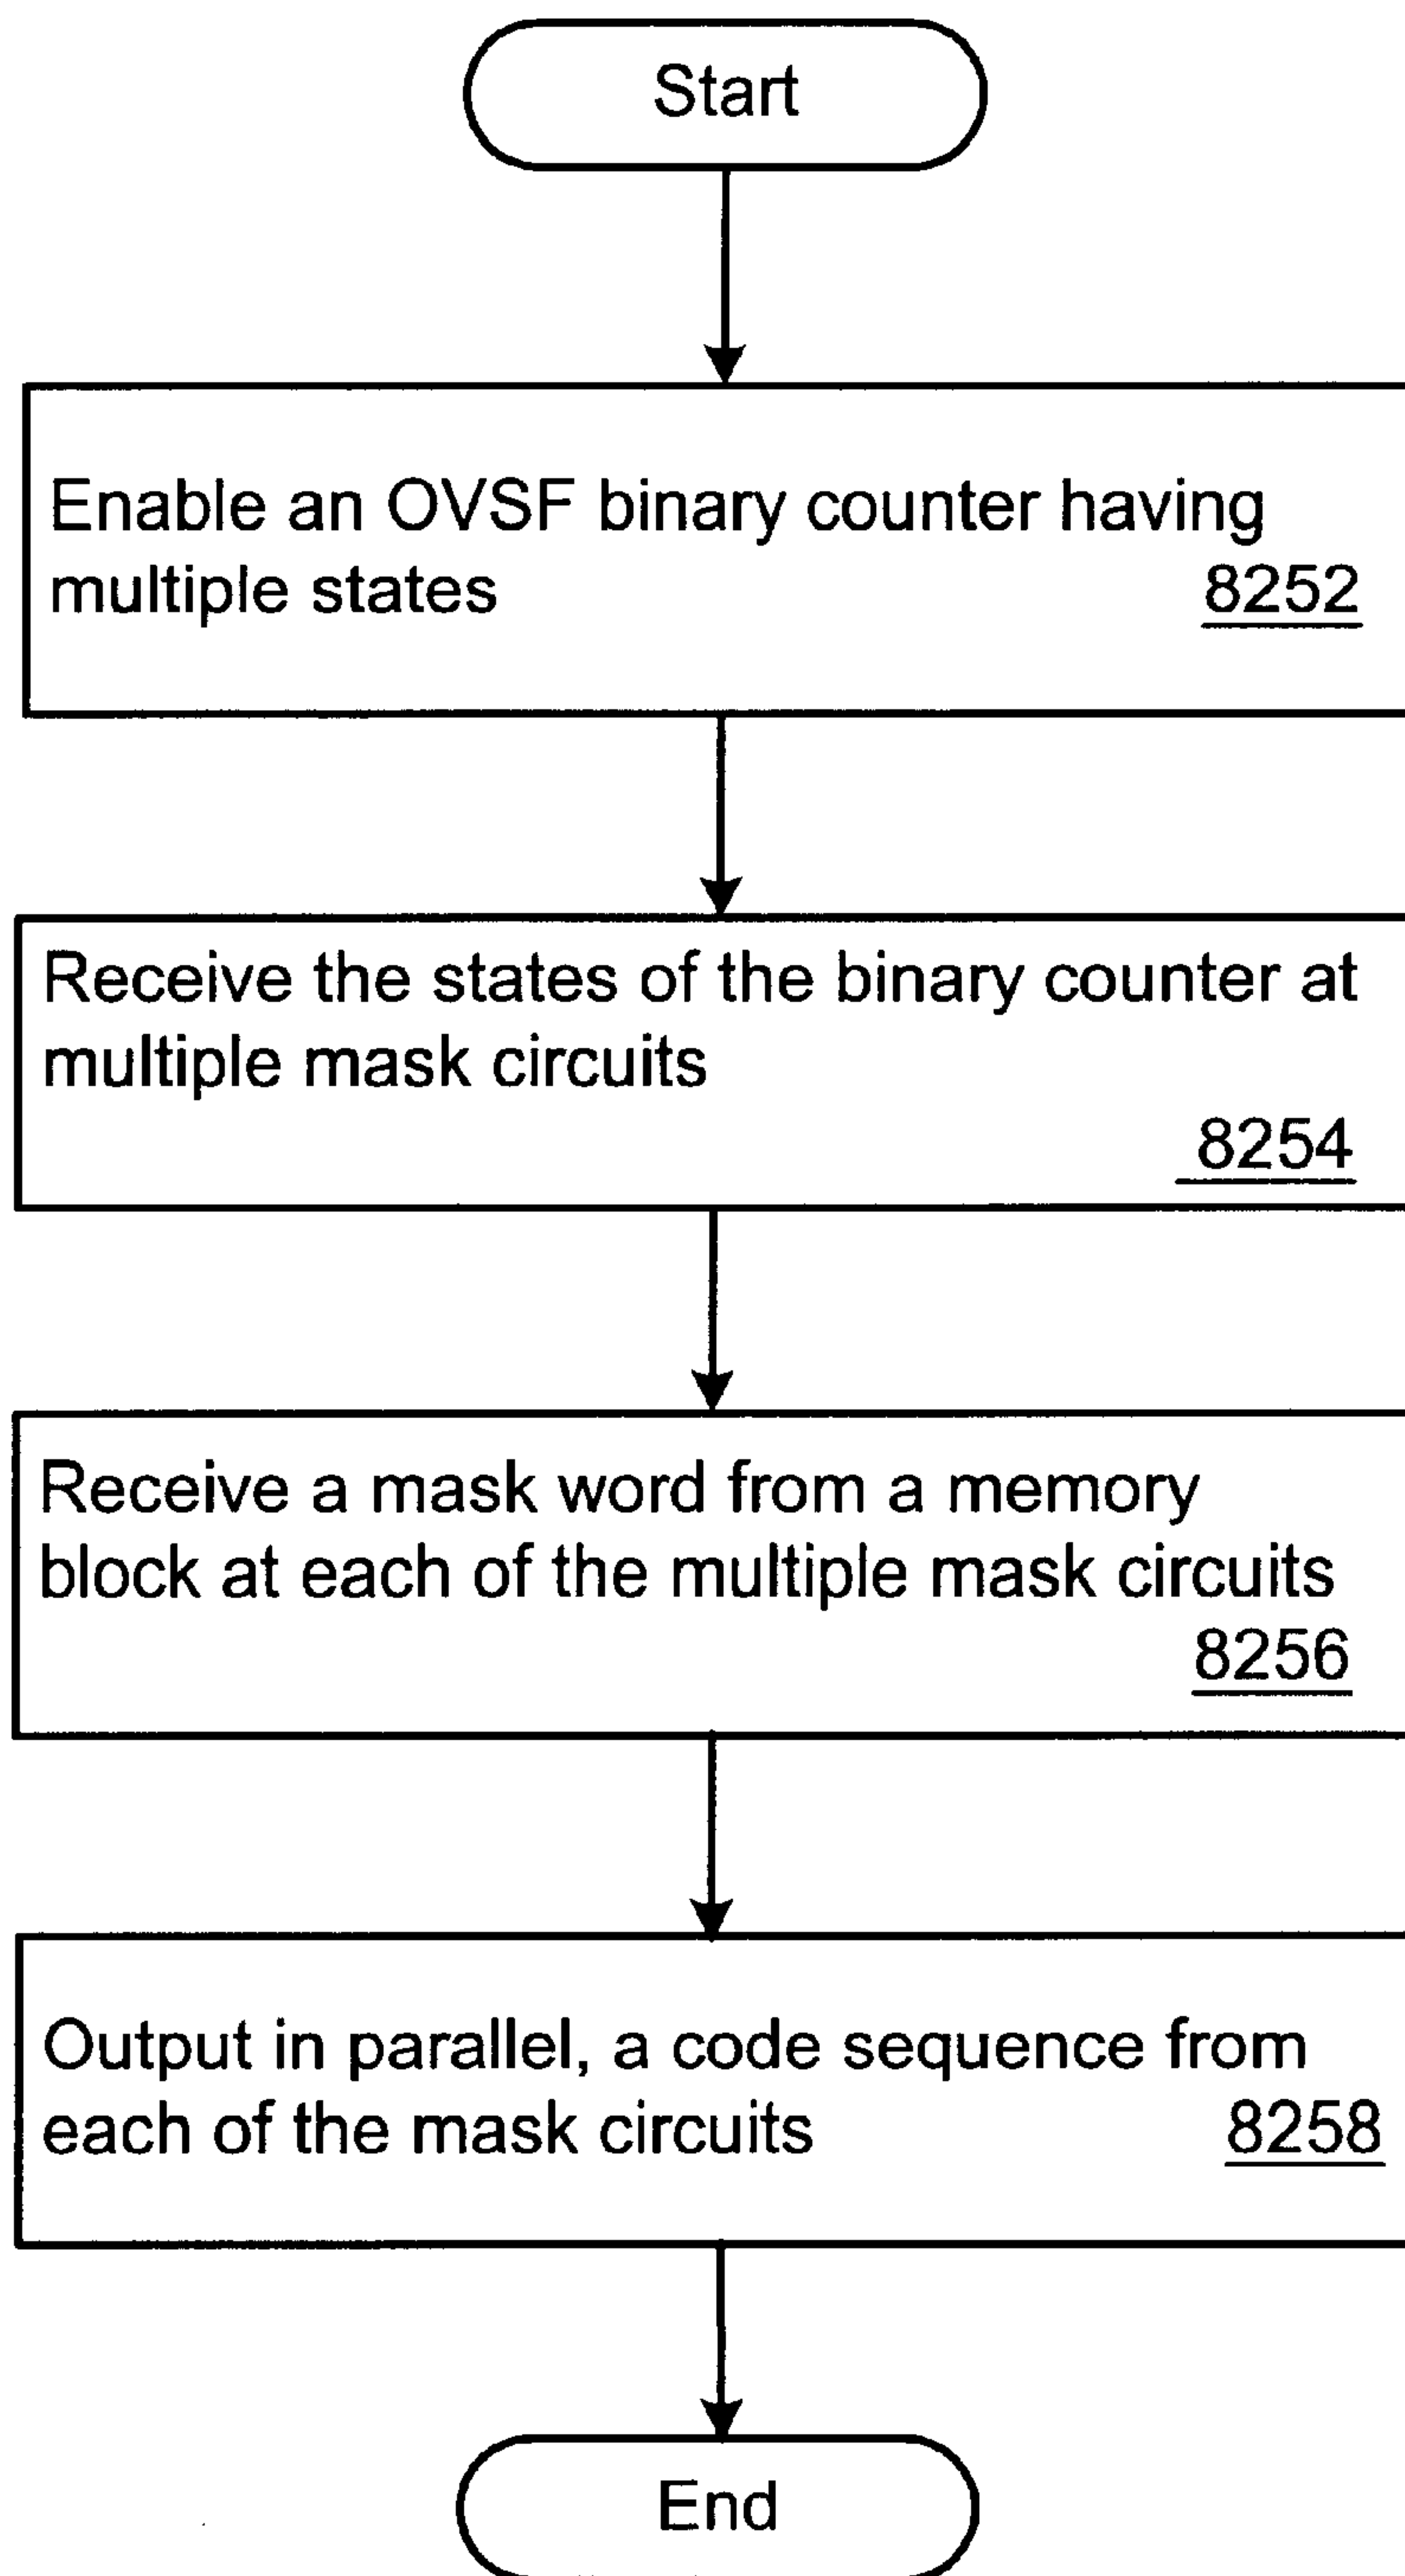 Start
Enable an OVSF binary counter having
multiple states 8252
Receive the states of the binary counter at
multiple mask circuits
8254
Receive a mask word from a memory
block at each of the multiple mask circuits
8256
Output in parallel, a code sequence from
each of the mask circuits 8258
End